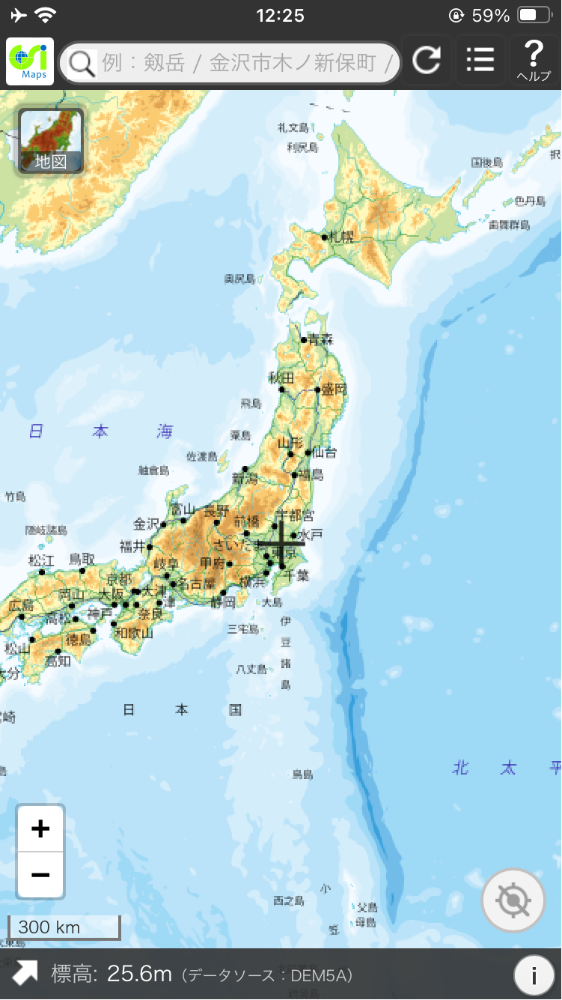 12:25
59%
GSI
Maps
例：剱岳 / 金沢市木ノ新保町 /
ヘルプ
地図
礼文島
利尻島
国後島
択
色丹島
歯舞群島
札幌
奥尻島
青森
秋田
盛岡
飛島
日本海
粟島
山形
仙台
佐渡島
舳倉島
新潟
福島
竹島
富山
長野
宇都宮
金沢
前橋
水戸
隠岐諸島
福井
さいたま
東京
松江
鳥取
岐阜
甲府
千葉
京都
大津
名古屋
横浜
岡山
大阪
津
静岡
大島
広島
高松
神戸
奈良
伊豆諸島
三宅島
松山
徳島
和歌山
高知
八丈島
大分
崎
日本国
島
北太平
鳥島
小笠
西之島
父島
母島
300 km
標高: 25.6m（データソース：DEM5A）
i